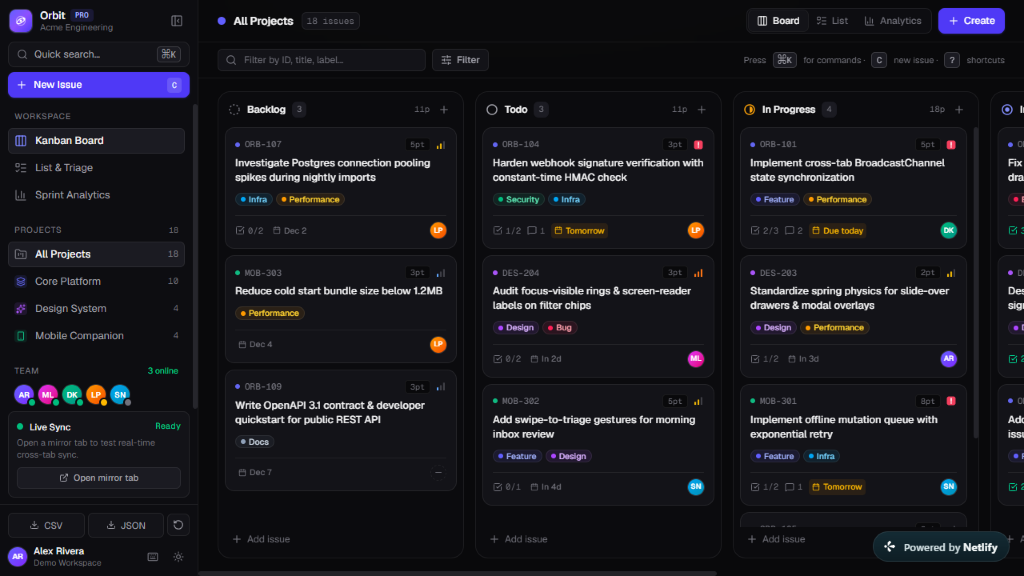 Orbit PRO
Acme Engineering
Quick search... ⌘K
+ New Issue C
WORKSPACE
Kanban Board
List & Triage
Sprint Analytics
PROJECTS 18
All Projects 18
Core Platform 10
Design System 4
Mobile Companion 4
TEAM 3 online
AR ML DK LP SN
Live Sync Ready
Open a mirror tab to test real-time
cross-tab sync.
Open mirror tab
CSV JSON
AR Alex Rivera
Demo Workspace
All Projects 18 issues
Board List Analytics + Create
Filter by ID, title, label... Filter
Press ⌘K for commands · C new issue · ? shortcuts
Backlog 3 11p +
ORB-107 5pt
Investigate Postgres connection pooling
spikes during nightly imports
Infra Performance
0/2 Dec 2 LP
MOB-303 3pt
Reduce cold start bundle size below 1.2MB
Performance
Dec 4 LP
ORB-109 3pt
Write OpenAPI 3.1 contract & developer
quickstart for public REST API
Docs
Dec 7 –
+ Add issue
Todo 3 11p +
ORB-104 3pt
Harden webhook signature verification with
constant-time HMAC check
Security Infra
1/2 1 Tomorrow LP
DES-204 3pt
Audit focus-visible rings & screen-reader
labels on filter chips
Design Bug
0/2 In 2d ML
MOB-302 5pt
Add swipe-to-triage gestures for morning
inbox review
Feature Design
0/1 In 4d SN
+ Add issue
In Progress 4 18p +
ORB-101 5pt
Implement cross-tab BroadcastChannel
state synchronization
Feature Performance
2/3 2 Due today DK
DES-203 2pt
Standardize spring physics for slide-over
drawers & modal overlays
Design Performance
1/2 In 3d AR
MOB-301 8pt
Implement offline mutation queue with
exponential retry
Feature Infra
1/2 1 Tomorrow SN
+ Add issue
Fix
Powered by Netlify